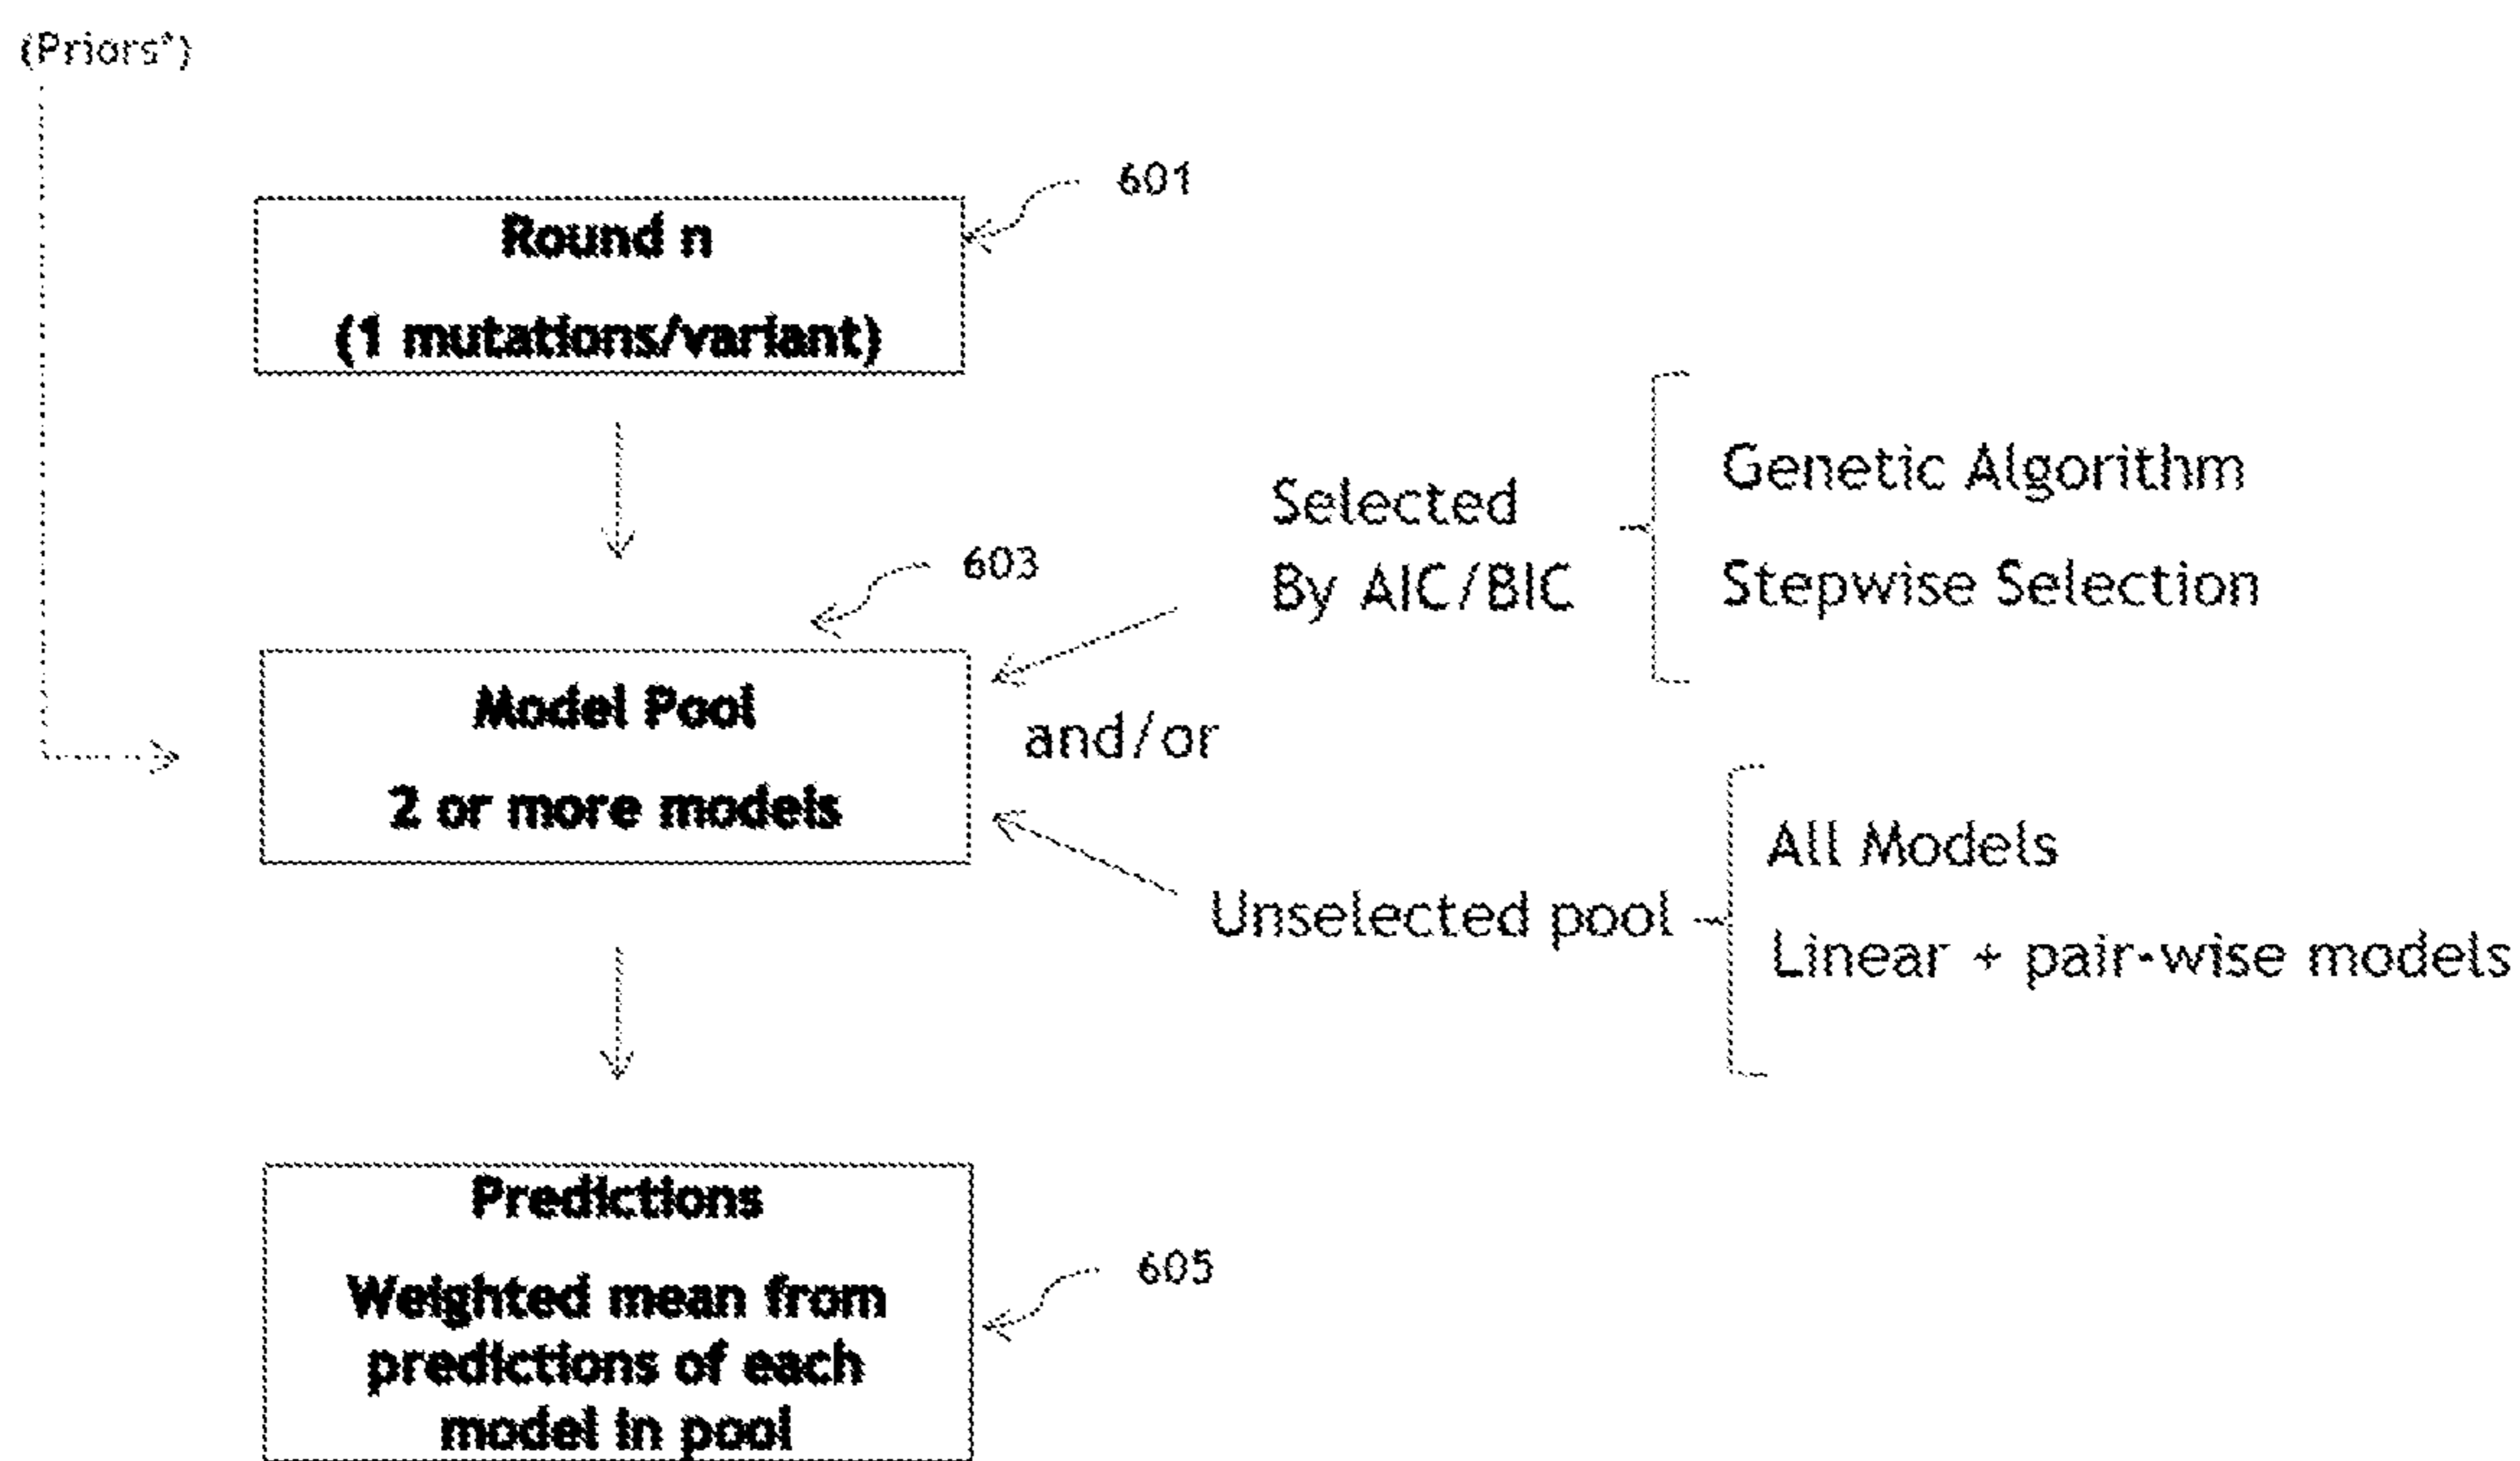 (Priors*)
601
Round n
(1 mutations/variant)
Genetic Algorithm
Selected
By AIC/BIC
Stepwise Selection
603
Model Pool
2 or more models
and/or
All Models
Unselected pool
Linear + pair-wise models
Predictions
Weighted mean from
predictions of each
model in pool
605